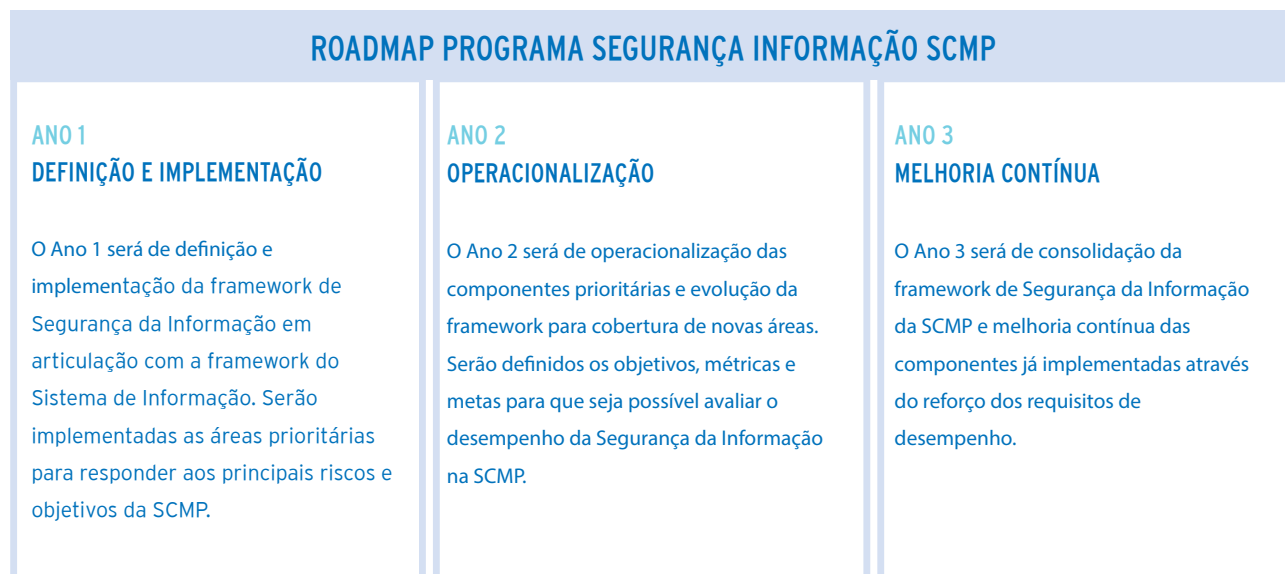 ROADMAP PROGRAMA SEGURANÇA INFORMAÇÃO SCMP
ANO 1
DEFINIÇÃO E IMPLEMENTAÇÃO
O Ano 1 será de definição e
implementação da framework de
Segurança da Informação em
articulação com a framework do
Sistema de Informação. Serão
implementadas as áreas prioritárias
para responder aos principais riscos e
objetivos da SCMP.
ANO 2
OPERACIONALIZAÇÃO
O Ano 2 será de operacionalização das
componentes prioritárias e evolução da
framework para cobertura de novas áreas.
Serão definidos os objetivos, métricas e
metas para que seja possível avaliar o
desempenho da Segurança da Informação
na SCMP.
ANO 3
MELHORIA CONTÍNUA
O Ano 3 será de consolidação da
framework de Segurança da Informação
da SCMP e melhoria contínua das
componentes já implementadas através
do reforço dos requisitos de
desempenho.